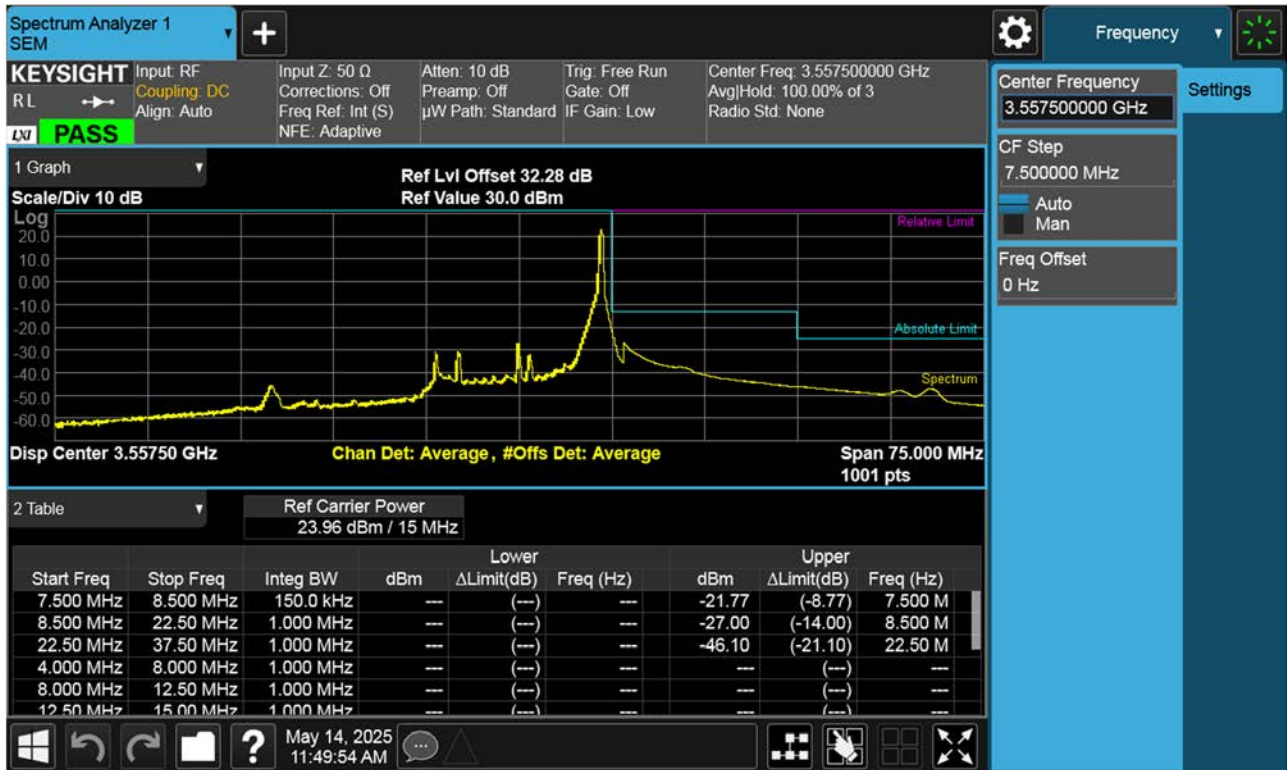 Spectrum Analyzer 1
SEM
Frequency
KEYSIGHT
RL
LXI
PASS
Input: RF
Coupling: DC
Align: Auto
Input Z: 50 Ω
Corrections: Off
Freq Ref: Int (S)
NFE: Adaptive
Atten: 10 dB
Preamp: Off
µW Path: Standard
Trig: Free Run
Gate: Off
IF Gain: Low
Center Freq: 3.557500000 GHz
Avg|Hold: 100.00% of 3
Radio Std: None
Center Frequency
3.557500000 GHz
Settings
CF Step
7.500000 MHz
Auto
Man
Freq Offset
0 Hz
1 Graph
Scale/Div 10 dB
Ref Lvl Offset 32.28 dB
Ref Value 30.0 dBm
Log
20.0
10.0
0.00
-10.0
-20.0
-30.0
-40.0
-50.0
-60.0
Relative Limit
Absolute Limit
Spectrum
Disp Center 3.55750 GHz
Chan Det: Average, #Offs Det: Average
Span 75.000 MHz
1001 pts
2 Table
Ref Carrier Power
23.96 dBm / 15 MHz
Lower Upper
Start Freq Stop Freq Integ BW dBm ΔLimit(dB) Freq (Hz) dBm ΔLimit(dB) Freq (Hz)
7.500 MHz 8.500 MHz 150.0 kHz --- (---) --- -21.77 (-8.77) 7.500 M
8.500 MHz 22.50 MHz 1.000 MHz --- (---) --- -27.00 (-14.00) 8.500 M
22.50 MHz 37.50 MHz 1.000 MHz --- (---) --- -46.10 (-21.10) 22.50 M
4.000 MHz 8.000 MHz 1.000 MHz --- (---) --- --- (---) ---
8.000 MHz 12.50 MHz 1.000 MHz --- (---) --- --- (---) ---
12.50 MHz 15.00 MHz 1.000 MHz --- (---) --- --- (---) ---
?
May 14, 2025
11:49:54 AM